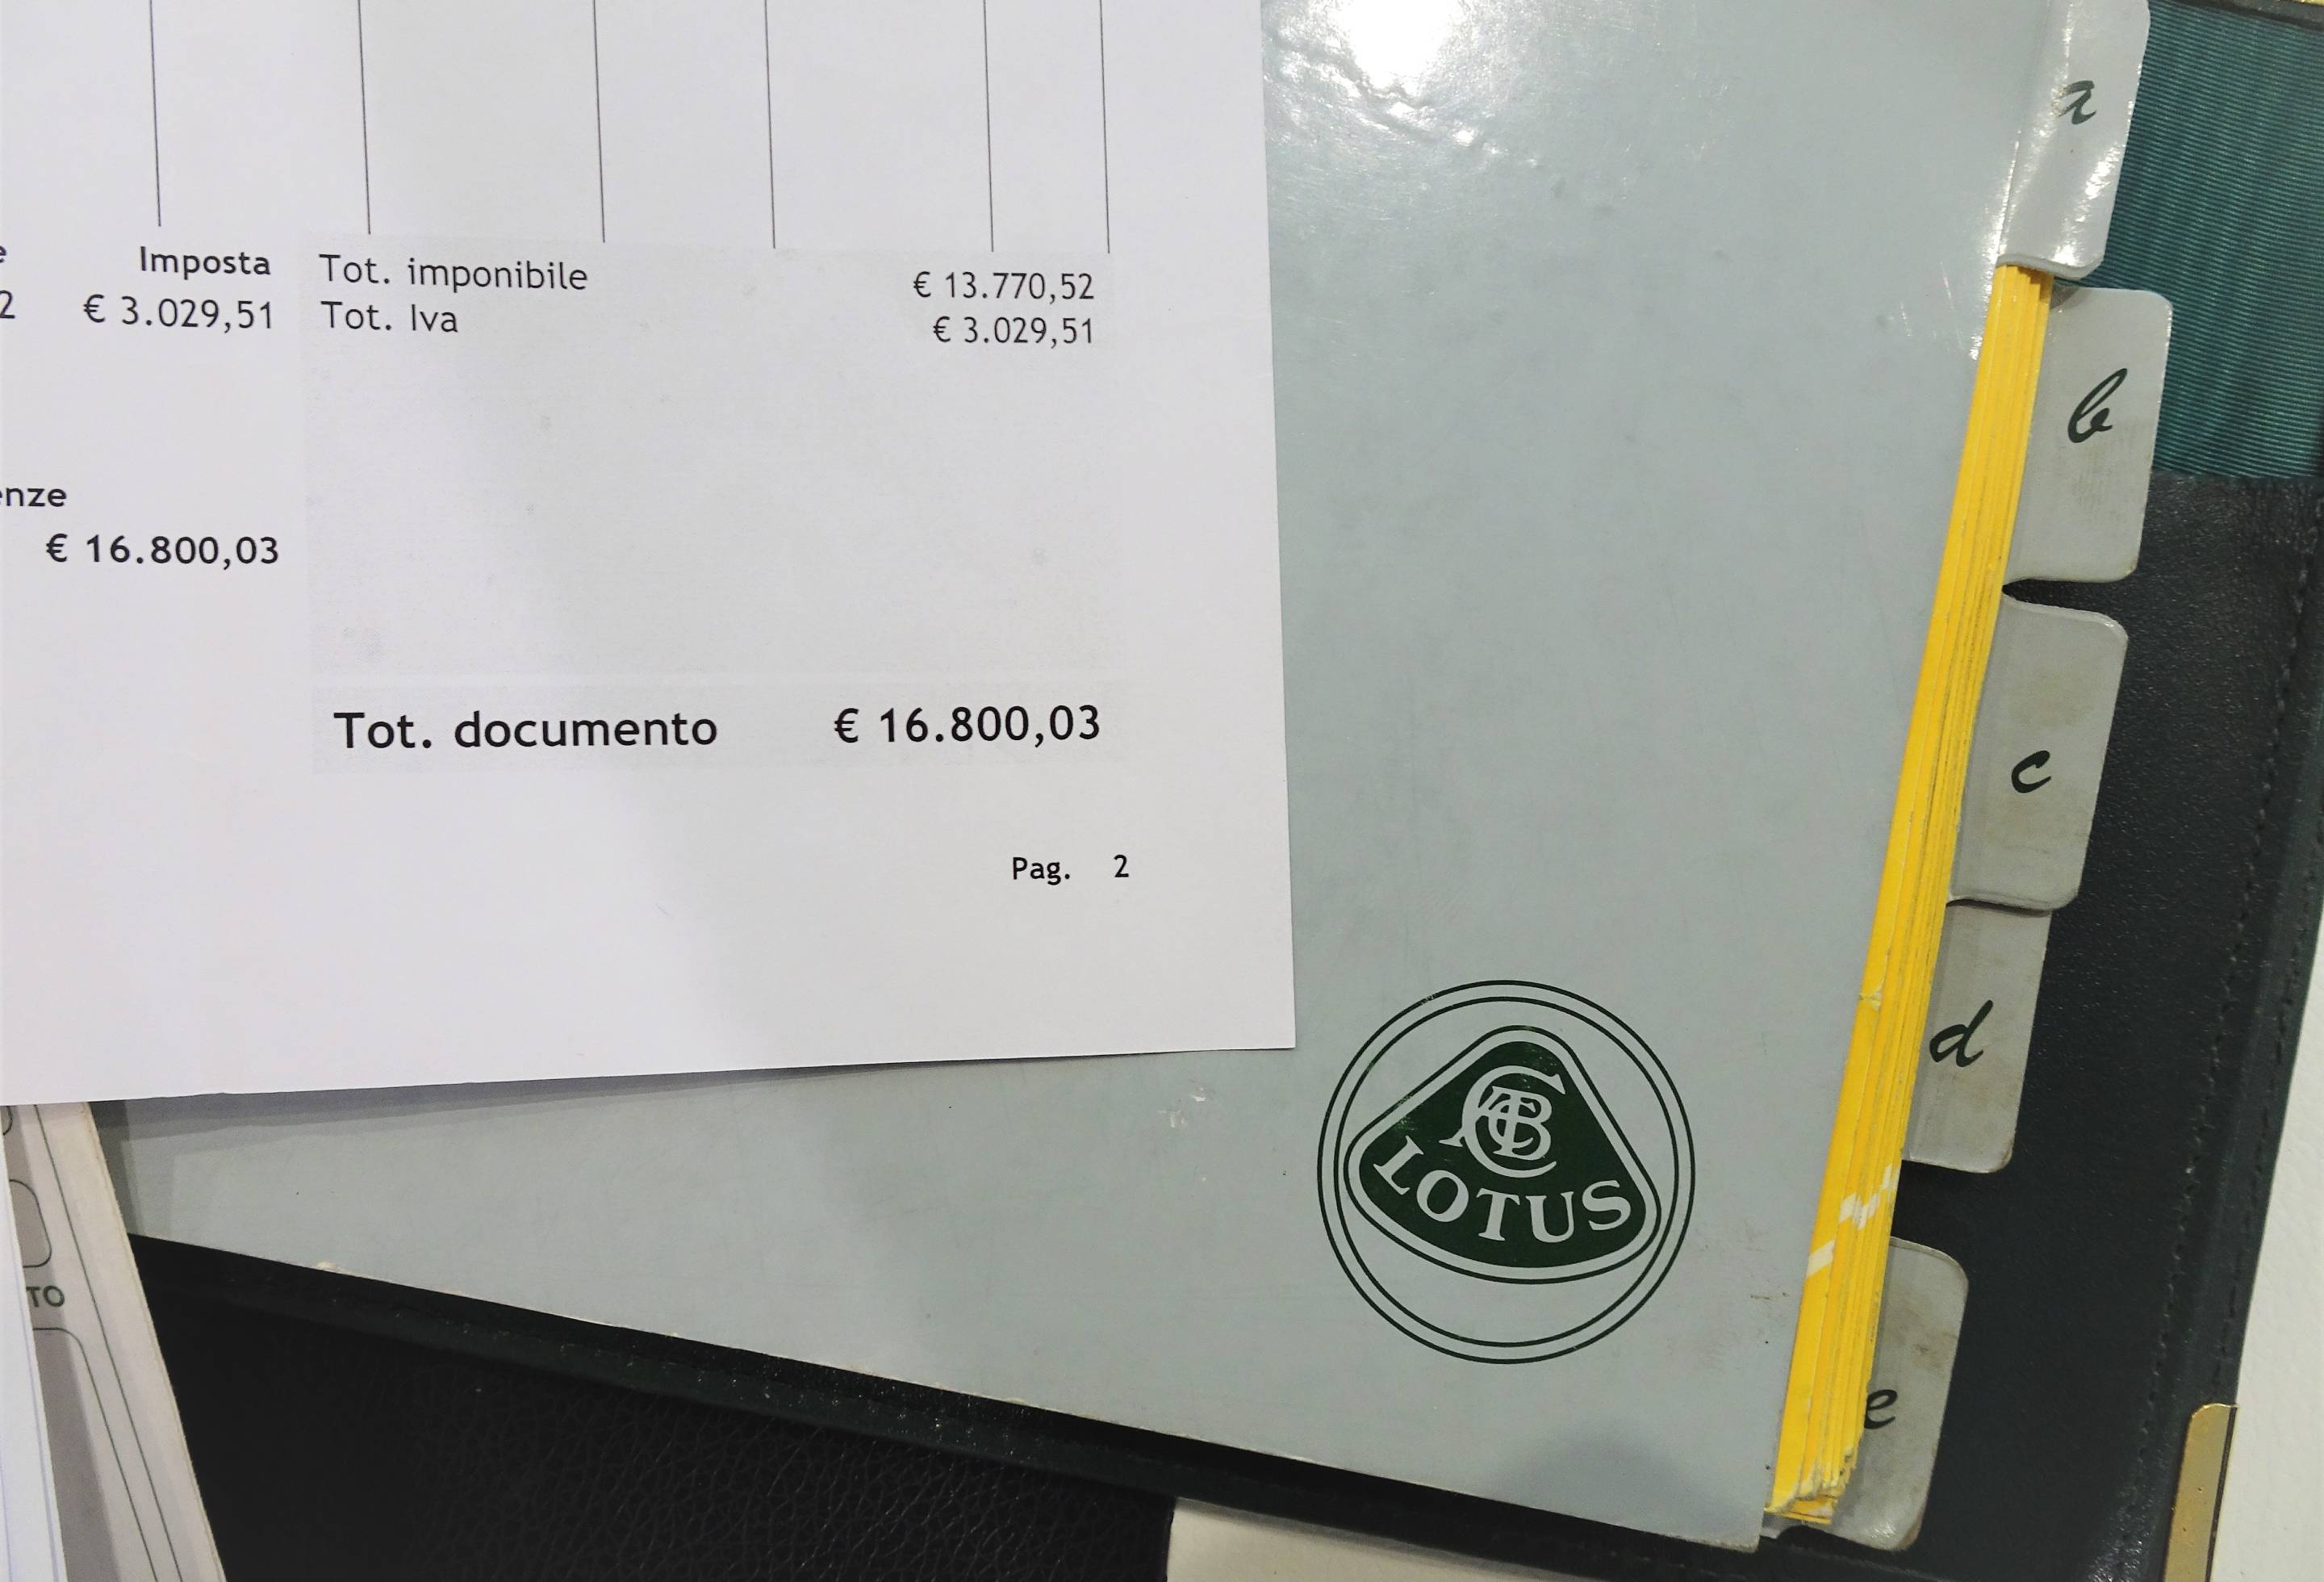 Imposta
€ 3.029,51
Tot. imponibile € 13.770,52
Tot. Iva € 3.029,51
€ 16.800,03
Tot. documento € 16.800,03
Pag. 2
a
b
c
d
e
ACBC
LOTUS
TO